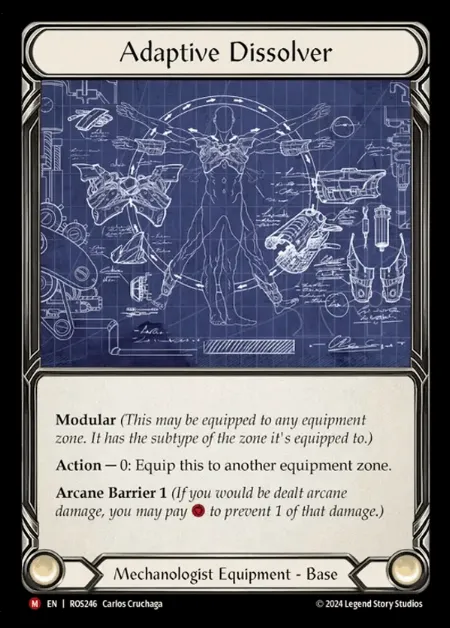 Adaptive Dissolver
Modular (This may be equipped to any equipment
zone. It has the subtype of the zone it's equipped to.)
Action — 0: Equip this to another equipment zone.
Arcane Barrier 1 (If you would be dealt arcane
damage, you may pay to prevent 1 of that damage.)
Mechanologist Equipment - Base
M EN | ROS246 Carlos Cruchaga
© 2024 Legend Story Studios